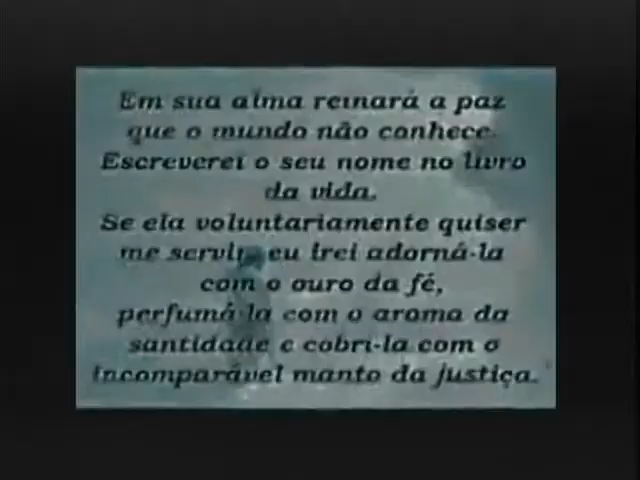 Em sua alma reinará a paz
que o mundo não conhece.
Escreverei o seu nome no livro
da vida.
Se ela voluntariamente quiser
me servir, eu irei adorná-la
com o ouro da fé,
perfumá-la com o aroma da
santidade e cobri-la com o
incomparável manto da justiça.